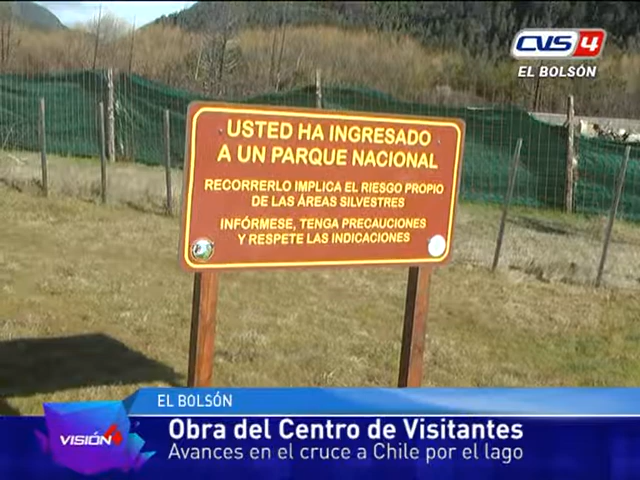 CVS 4
EL BOLSÓN
USTED HA INGRESADO
A UN PARQUE NACIONAL
RECORRERLO IMPLICA EL RIESGO PROPIO
DE LAS ÁREAS SILVESTRES
INFÓRMESE, TENGA PRECAUCIONES
Y RESPETE LAS INDICACIONES
EL BOLSÓN
VISIÓN 4
Obra del Centro de Visitantes
Avances en el cruce a Chile por el lago